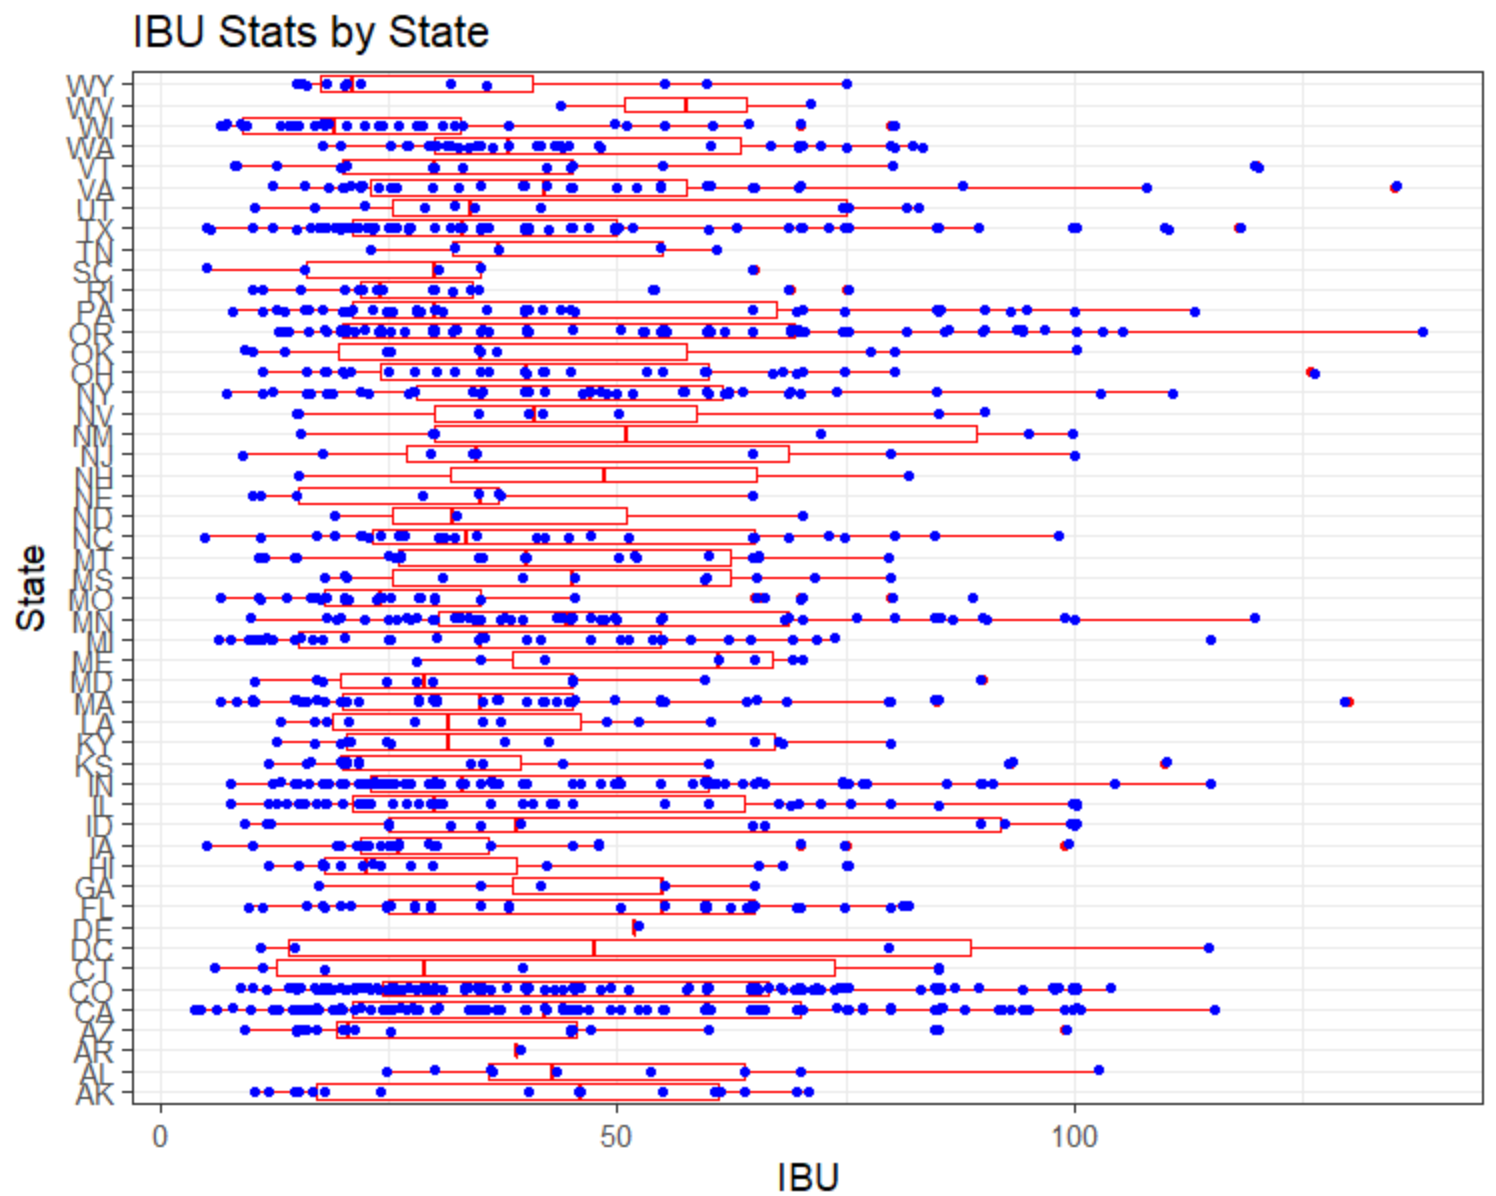 IBU Stats by State
WY
WV
WI
WA
VT
VA
UT
TX
TN
SC
RI
PA
OR
OK
OH
NY
NV
NM
NJ
NH
NE
ND
NC
MT
MS
MO
MN
MI
ME
MD
MA
LA
KY
KS
IN
IL
ID
IA
HI
GA
FL
DE
DC
CT
CO
CA
AZ
AR
AL
AK
State
0 50 100
IBU